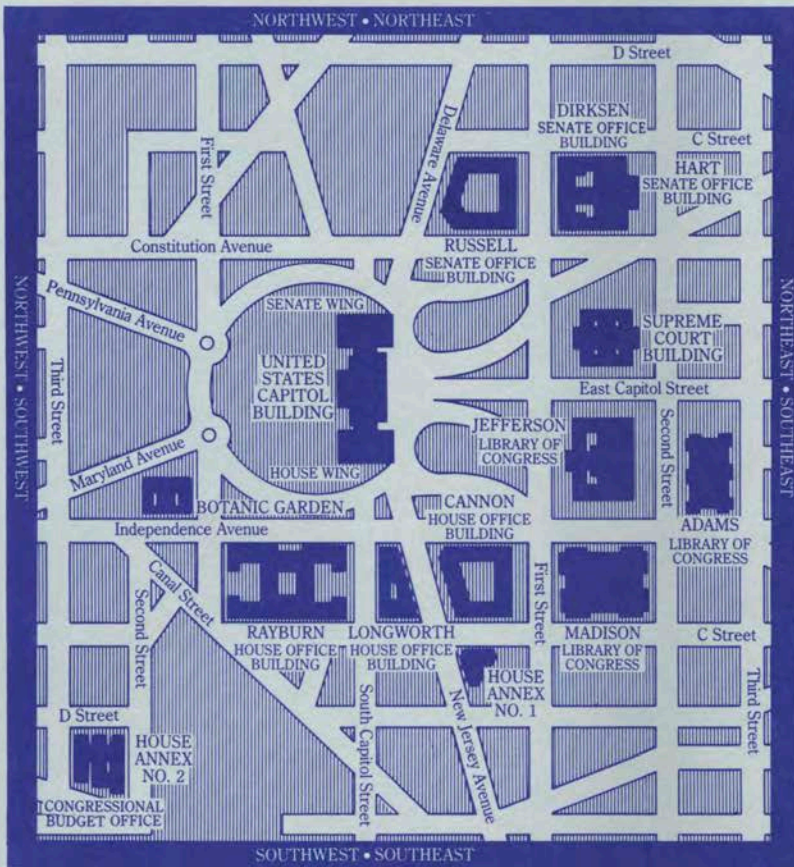 NORTHWEST • NORTHEAST
D Street
DIRKSEN
SENATE OFFICE
BUILDING
C Street
First Street
Delaware Avenue
HART
SENATE OFFICE
BUILDING
Constitution Avenue
RUSSELL
SENATE OFFICE
BUILDING
Pennsylvania Avenue
SENATE WING
NORTHWEST • SOUTHWEST
NORTHEAST • SOUTHEAST
SUPREME
COURT
BUILDING
UNITED
STATES
CAPITOL
BUILDING
Third Street
East Capitol Street
JEFFERSON
LIBRARY OF
CONGRESS
Second Street
Maryland Avenue
HOUSE WING
BOTANIC GARDEN
CANNON
HOUSE OFFICE
BUILDING
Independence Avenue
ADAMS
LIBRARY OF
CONGRESS
Canal Street
First Street
Second Street
RAYBURN
HOUSE OFFICE
BUILDING
LONGWORTH
HOUSE OFFICE
BUILDING
MADISON
LIBRARY OF
CONGRESS
C Street
HOUSE
ANNEX
NO. 1
South Capitol Street
New Jersey Avenue
Third Street
D Street
HOUSE
ANNEX
NO. 2
CONGRESSIONAL
BUDGET OFFICE
SOUTHWEST • SOUTHEAST